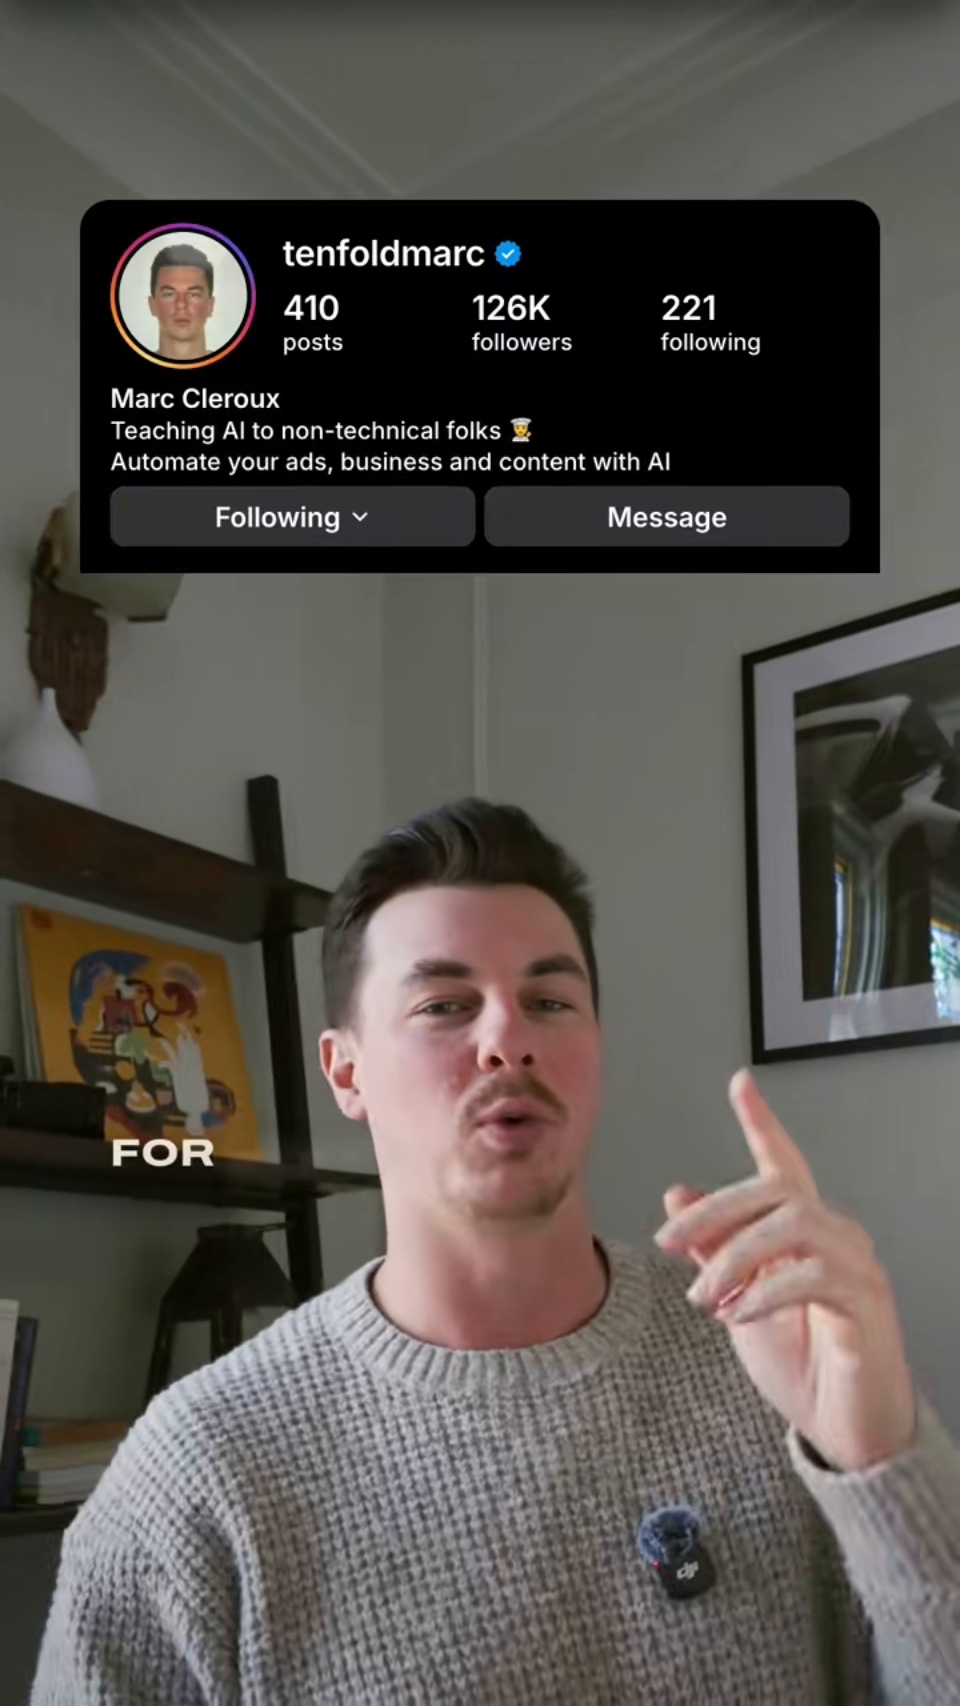 tenfoldmarc
410 126K 221
posts followers following
Marc Cleroux
Teaching AI to non-technical folks 👨‍🍳
Automate your ads, business and content with AI
Following Message
FOR
dji